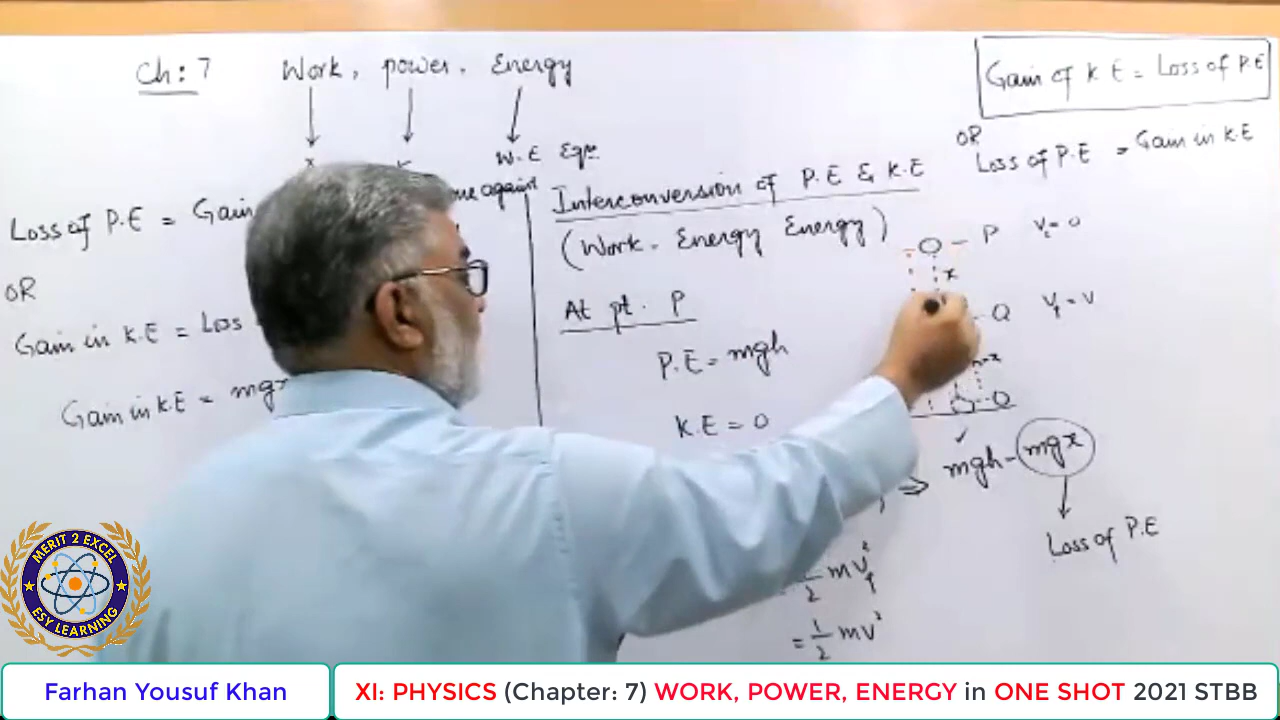 Ch: 7 Work, power, Energy
W.E Eqn
Loss of P.E = Gain
OR
Gain in K.E = Loss
Gain in K.E = mgx
Interconversion of P.E & K.E
(Work - Energy Energy)
At pt. P
P.E = mgh
K.E = 0
Gain of K E = Loss of P.E
OR
Loss of P.E = Gain in K.E
P Vi = 0
x
Q Vf = v
h-x
O
mgh - mgx
Loss of P.E
½ mVf²
= ½ mv²
MERIT 2 EXCEL
ESY LEARNING
Farhan Yousuf Khan
XI: PHYSICS (Chapter: 7) WORK, POWER, ENERGY in ONE SHOT 2021 STBB